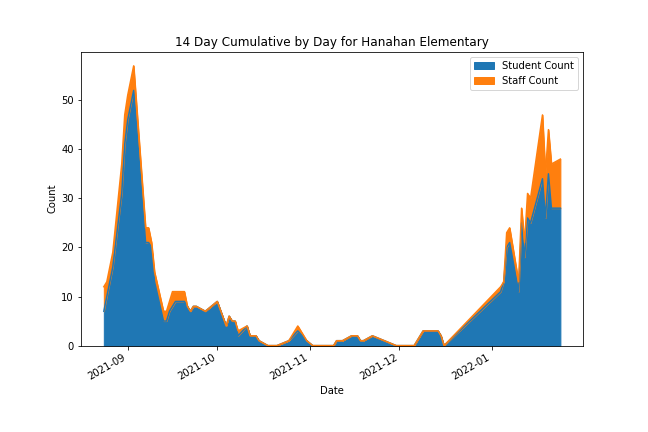 14 Day Cumulative by Day for Hanahan Elementary
Student Count
Staff Count
50
40
30
20
10
0
Count
2021-09
2021-10
2021-11
2021-12
2022-01
Date